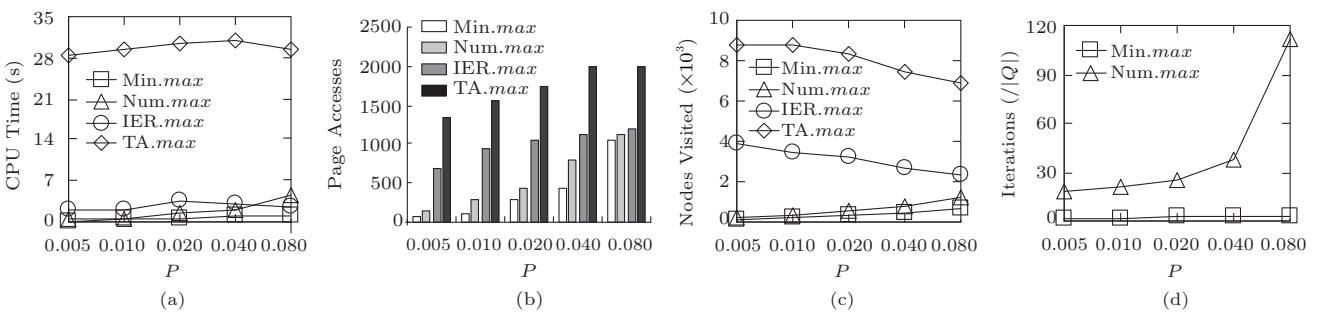 CPU Time (s)
35
28
21
14
7
0
Min.max
Num.max
IER.max
TA.max
0.005 0.010 0.020 0.040 0.080
P
(a)
Page Accesses
2500
2000
1500
1000
500
0
Min.max
Num.max
IER.max
TA.max
0.005 0.010 0.020 0.040 0.080
P
(b)
Nodes Visited (×10³)
10
8
6
4
2
0
Min.max
Num.max
IER.max
TA.max
0.005 0.010 0.020 0.040 0.080
P
(c)
Iterations (/|Q|)
120
90
60
30
0
Min.max
Num.max
0.005 0.010 0.020 0.040 0.080
P
(d)